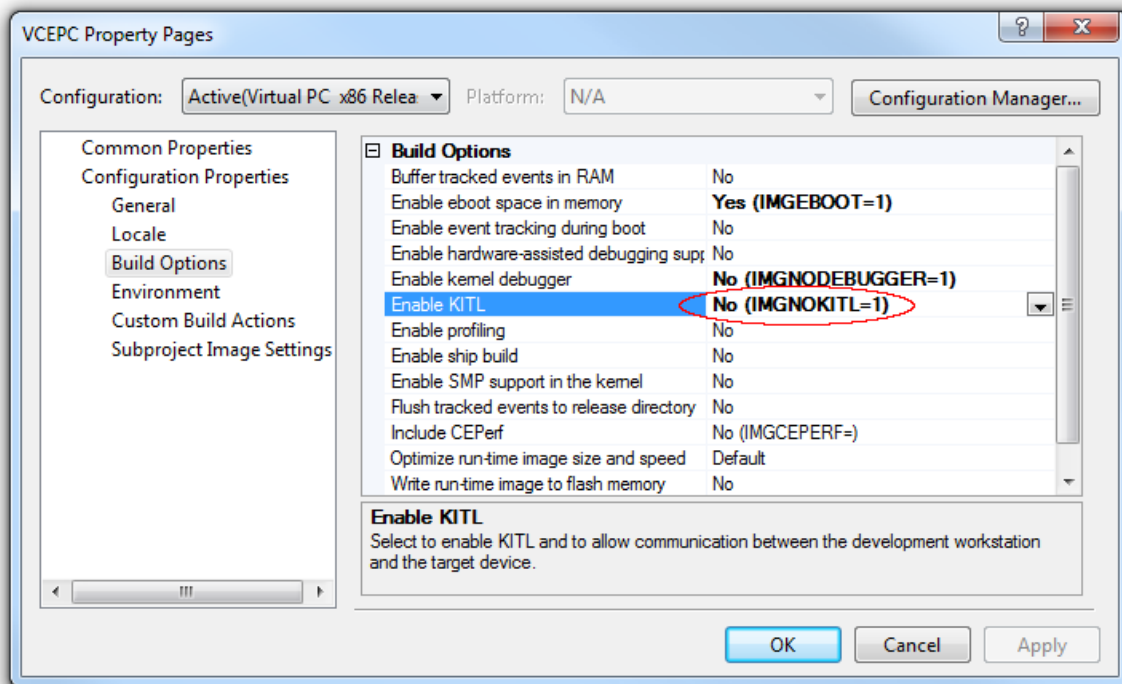 VCEPC Property Pages
Configuration: Active(Virtual PC x86 Relea Platform: N/A Configuration Manager...
Common Properties
Configuration Properties
General
Locale
Build Options
Environment
Custom Build Actions
Subproject Image Settings
Build Options
Buffer tracked events in RAM No
Enable eboot space in memory Yes (IMGEBOOT=1)
Enable event tracking during boot No
Enable hardware-assisted debugging supp No
Enable kernel debugger No (IMGNODEBUGGER=1)
Enable KITL No (IMGNOKITL=1)
Enable profiling No
Enable ship build No
Enable SMP support in the kernel No
Flush tracked events to release directory No
Include CEPerf No (IMGCEPERF=)
Optimize run-time image size and speed Default
Write run-time image to flash memory No
Enable KITL
Select to enable KITL and to allow communication between the development workstation
and the target device.
OK Cancel Apply